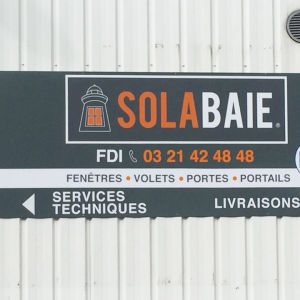 SOLABAIE®
FDI 03 21 42 48 48
FENÊTRES • VOLETS • PORTES • PORTAILS
SERVICES TECHNIQUES
LIVRAISONS